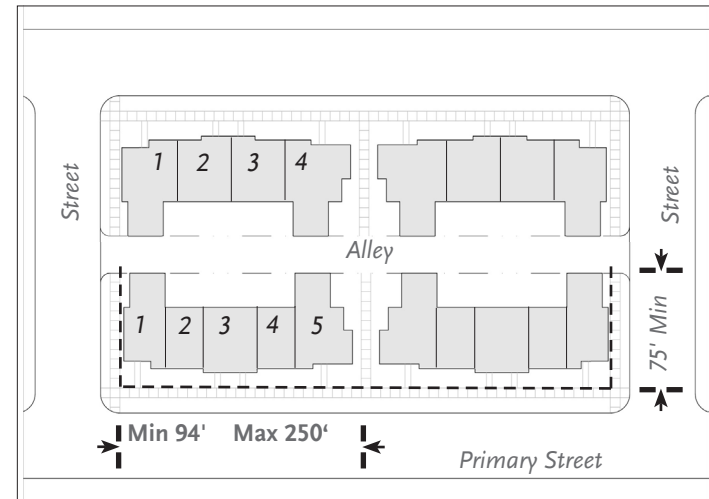 1 2 3 4
Street
Street
Alley
1 2 3 4 5
75' Min
Min 94' Max 250‘
Primary Street